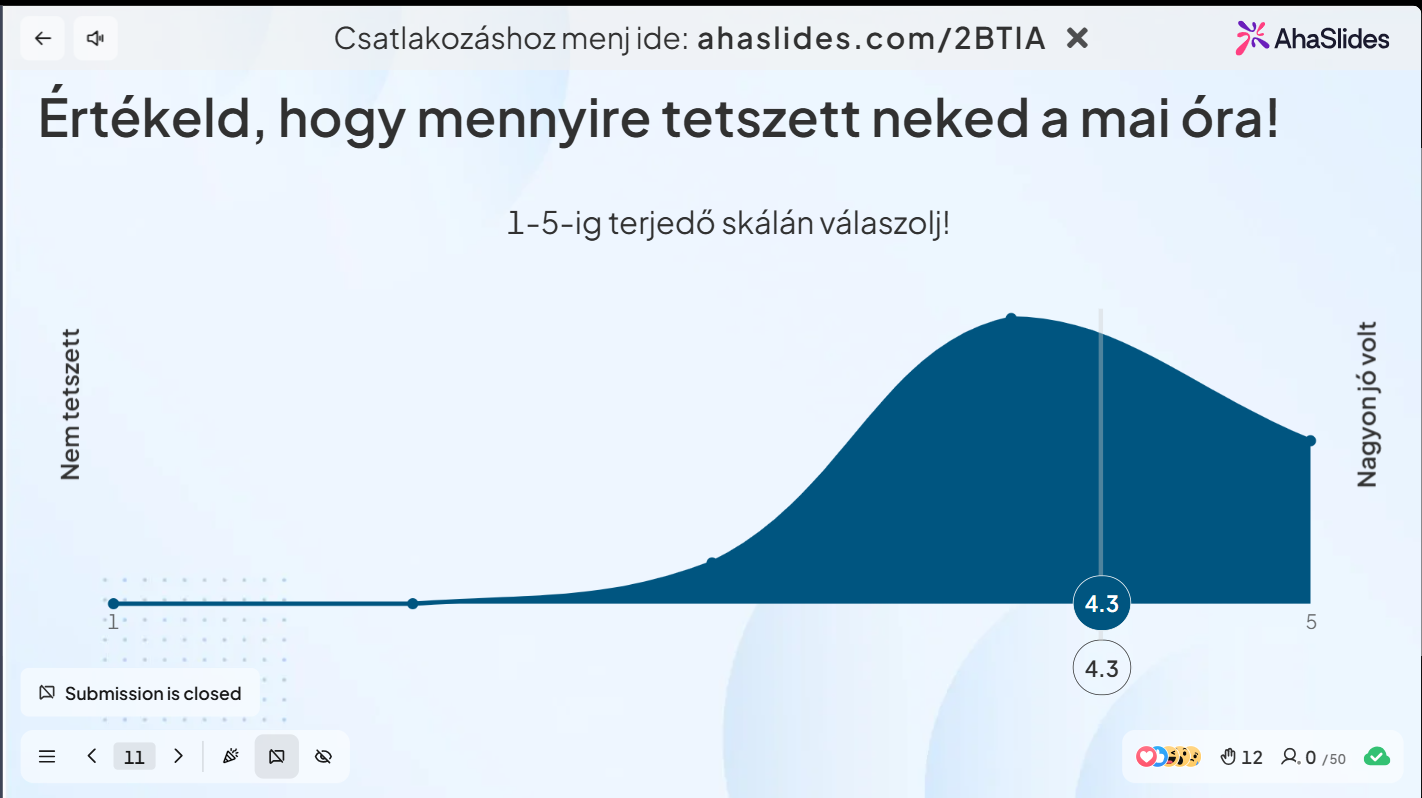 Csatlakozáshoz menj ide: ahaslides.com/2BTIA
AhaSlides
Értékeld, hogy mennyire tetszett neked a mai óra!
1-5-ig terjedő skálán válaszolj!
Nem tetszett
Nagyon jó volt
4.3
1
5
4.3
Submission is closed
11
12
0 /50